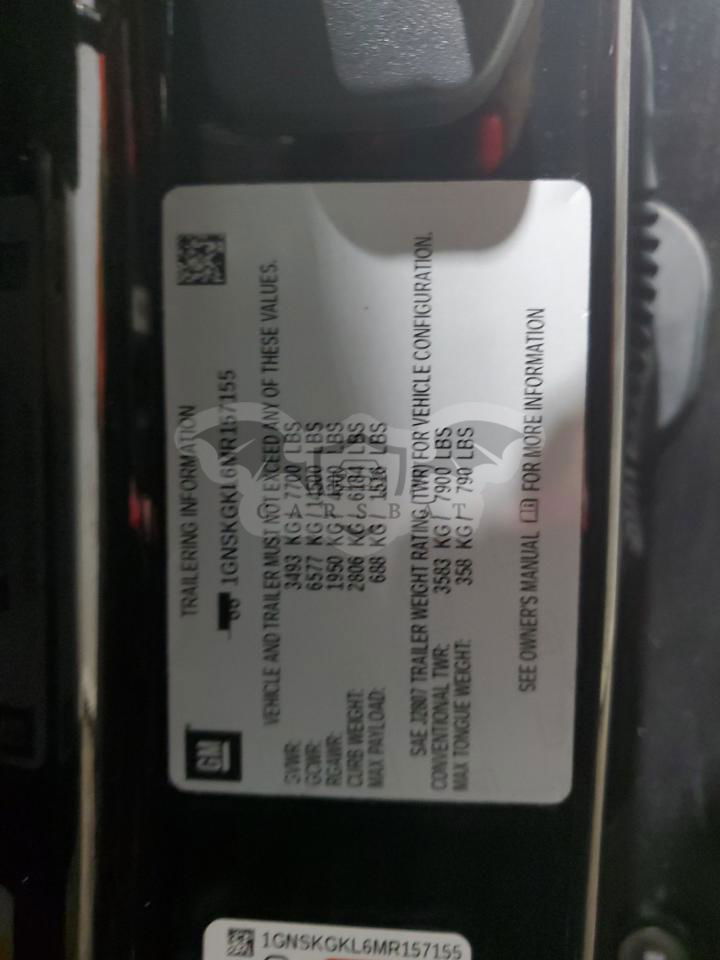 TRAILERING INFORMATION
1GNSKGKL6MR157155
VEHICLE AND TRAILER MUST NOT EXCEED ANY OF THESE VALUES.
GVWR: 3493 KG / 7700 LBS
GCWR: 6577 KG / 14500 LBS
RGAWR: 1950 KG / 4300 LBS
CURB WEIGHT: 2806 KG / 6184 LBS
MAX PAYLOAD: 688 KG / 1516 LBS
SAE J2807 TRAILER WEIGHT RATING (TWR) FOR VEHICLE CONFIGURATION.
CONVENTIONAL TWR: 3583 KG / 7900 LBS
MAX TONGUE WEIGHT: 358 KG / 790 LBS
SEE OWNER'S MANUAL FOR MORE INFORMATION
GM
CARSBAT
1GNSKGKL6MR157155